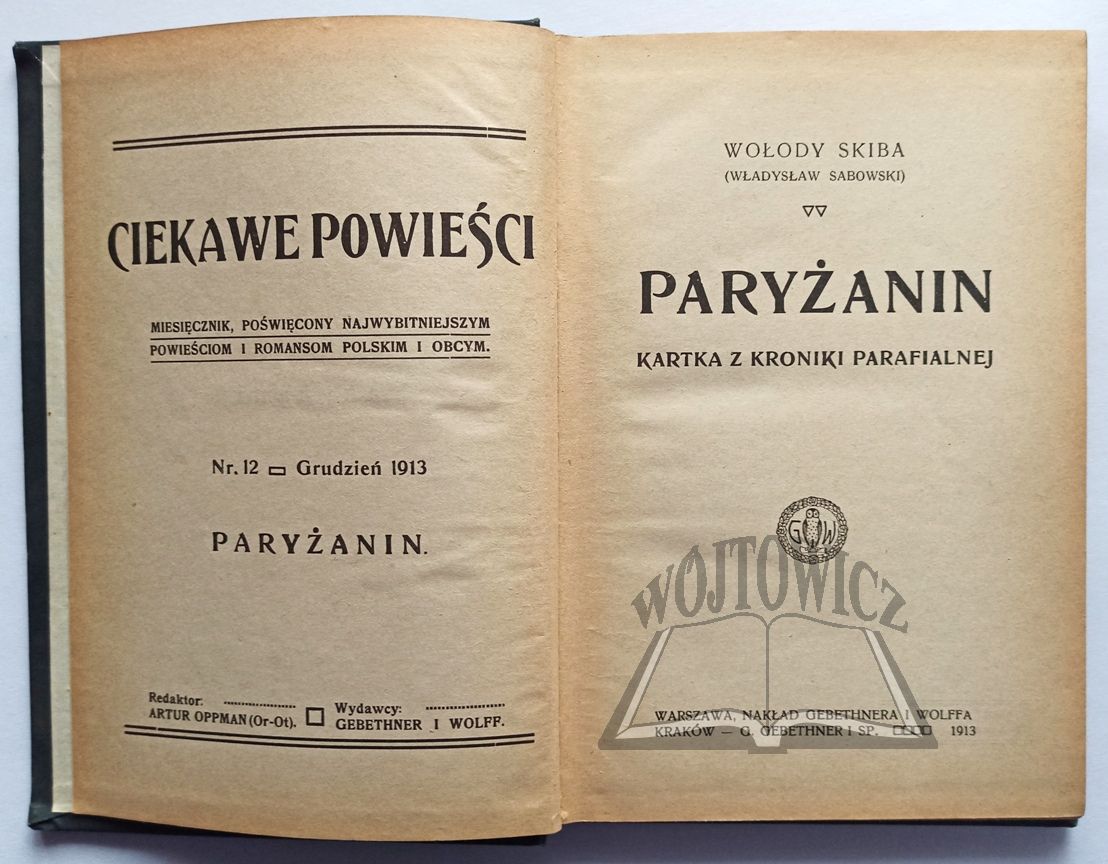 CIEKAWE POWIEŚCI
MIESIĘCZNIK, POŚWIĘCONY NAJWYBITNIEJSZYM
POWIEŚCIOM I ROMANSOM POLSKIM I OBCYM.
Nr. 12 Grudzień 1913
PARYŻANIN.
Redaktor:
ARTUR OPPMAN (Or-Ot).
Wydawcy:
GEBETHNER I WOLFF.
WOŁODY SKIBA
(WŁADYSŁAW SABOWSKI)
PARYŻANIN
KARTKA Z KRONIKI PARAFIALNEJ
G W
WÓJTOWICZ
WARSZAWA, NAKŁAD GEBETHNERA I WOLFFA
KRAKÓW — G. GEBETHNER I SP. 1913